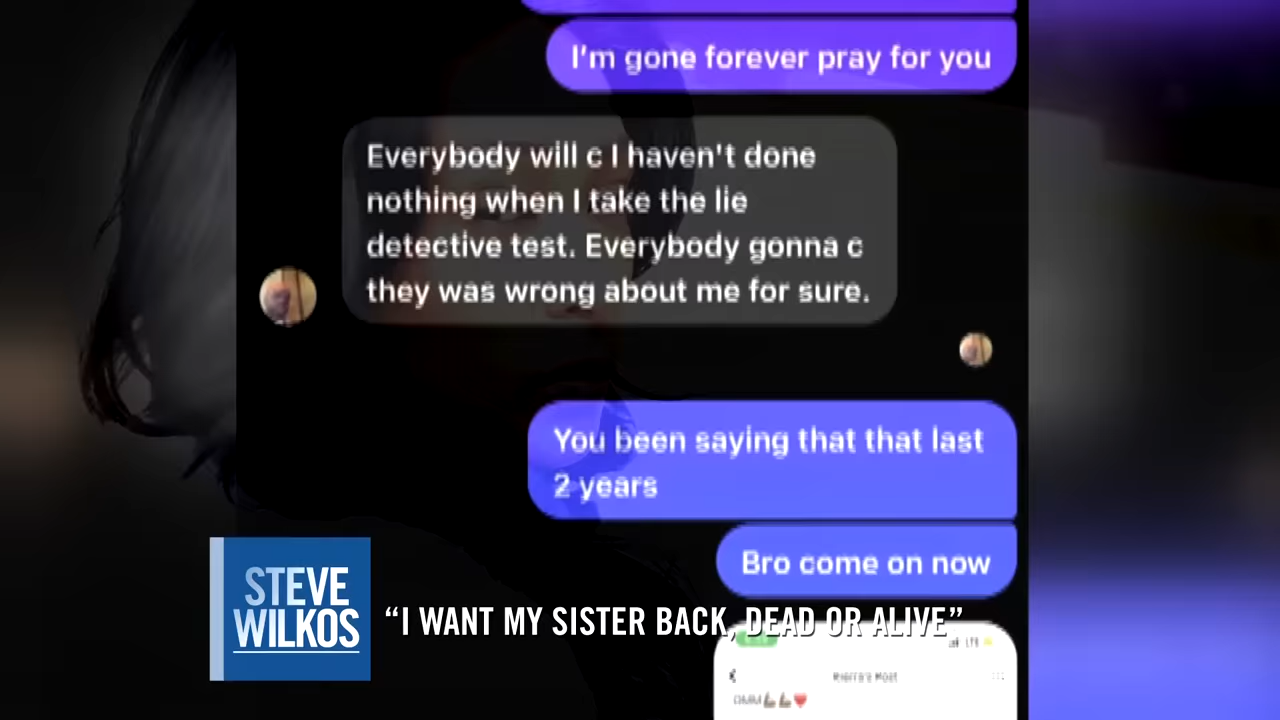 I'm gone forever pray for you
Everybody will c I haven't done
nothing when I take the lie
detective test. Everybody gonna c
they was wrong about me for sure.
You been saying that that last
2 years
Bro come on now
STEVE
WILKOS
“I WANT MY SISTER BACK, DEAD OR ALIVE”
LTE